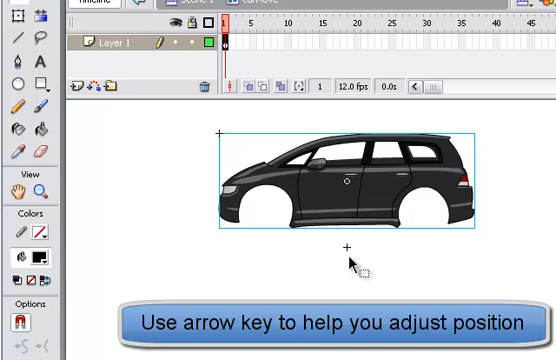 Timeline
Scene 1
1 5 10 15 20 25 30 35 40 45
Layer 1
1 12.0 fps 0.0s
View
Colors
Options
Use arrow key to help you adjust position